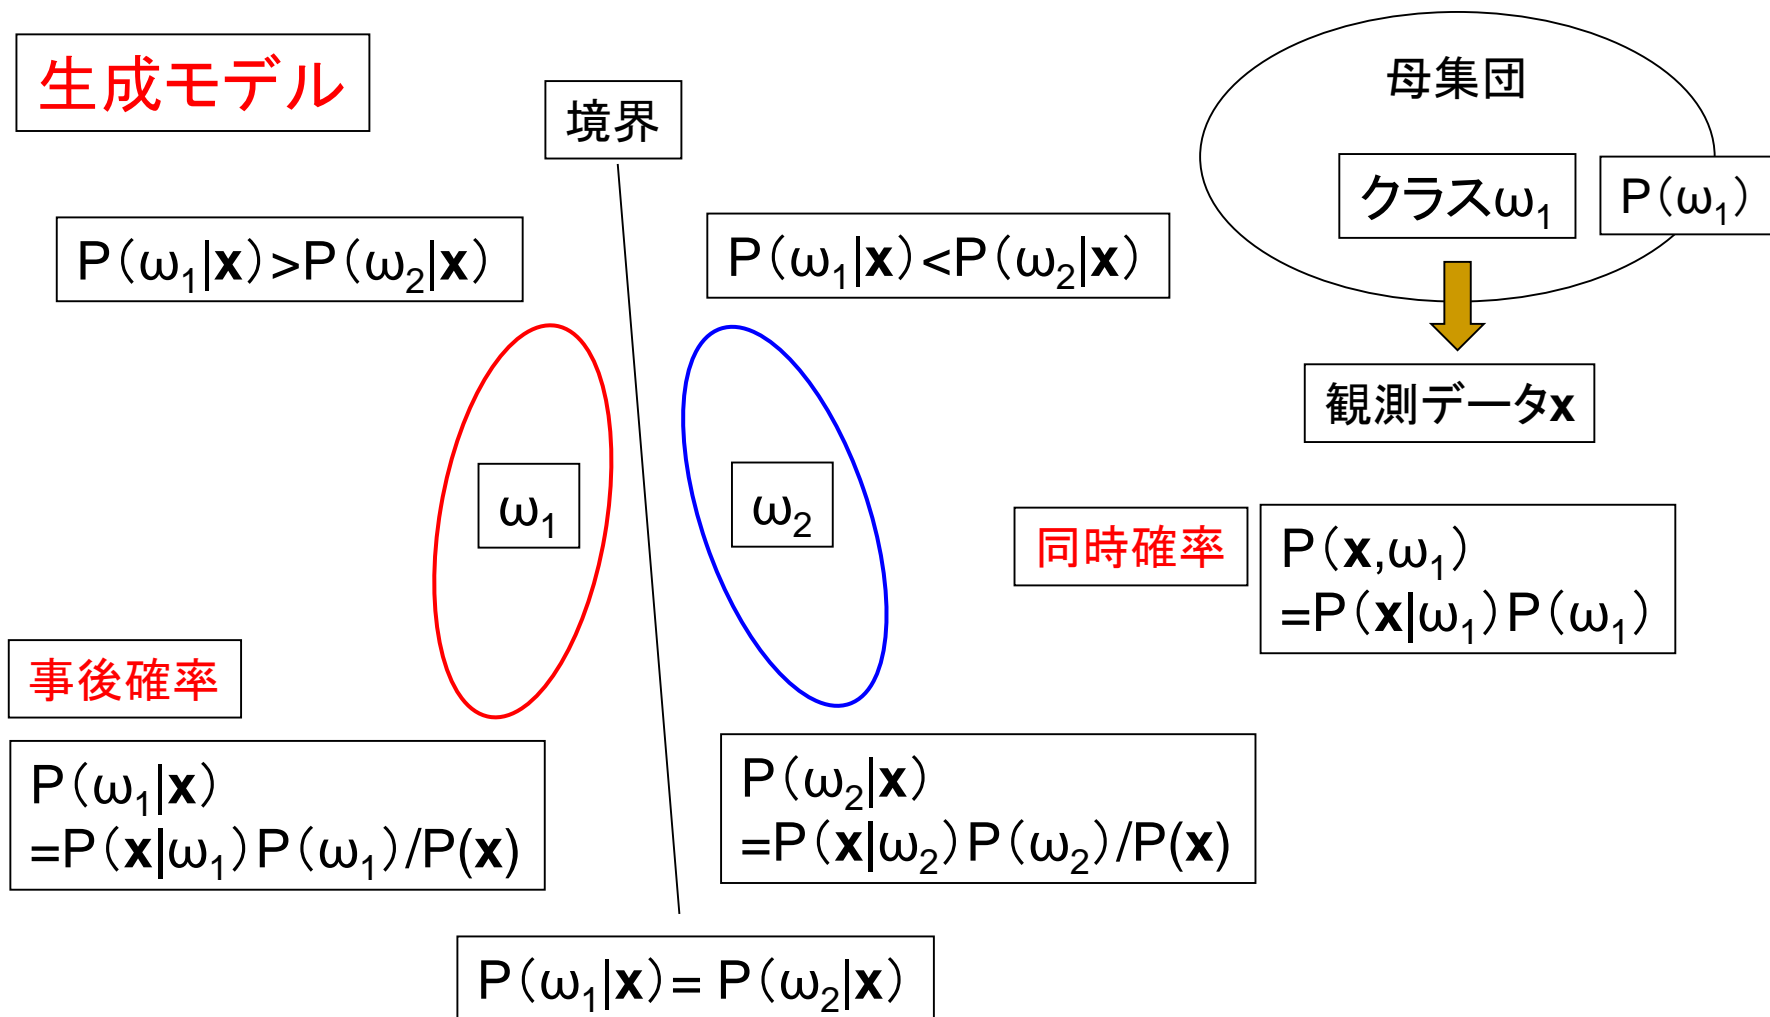 生成モデル
境界
母集団
クラスω₁
P(ω₁)
P(ω₁|x)>P(ω₂|x)
P(ω₁|x)<P(ω₂|x)
観測データx
ω₁
ω₂
同時確率
P(x,ω₁)
=P(x|ω₁)P(ω₁)
事後確率
P(ω₁|x)
=P(x|ω₁)P(ω₁)/P(x)
P(ω₂|x)
=P(x|ω₂)P(ω₂)/P(x)
P(ω₁|x)= P(ω₂|x)